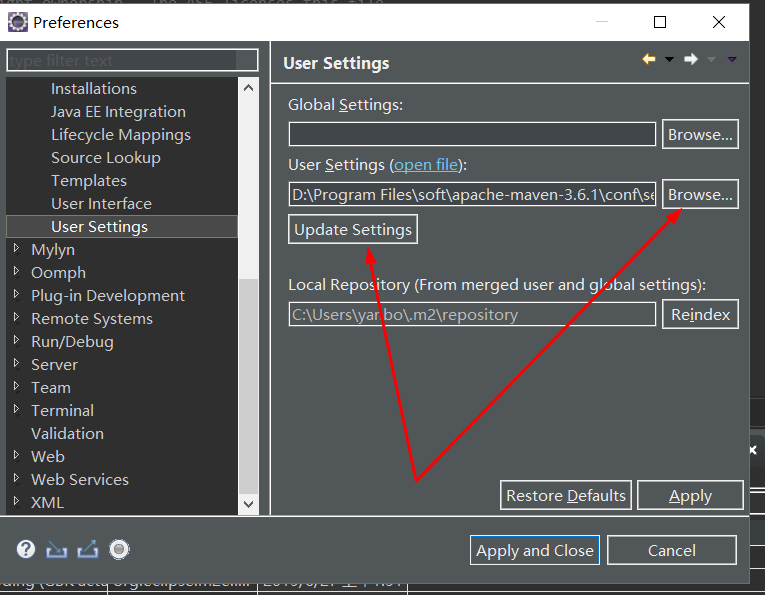 Preferences
type filter text
Installations
Java EE Integration
Lifecycle Mappings
Source Lookup
Templates
User Interface
User Settings
Mylyn
Oomph
Plug-in Development
Remote Systems
Run/Debug
Server
Team
Terminal
Validation
Web
Web Services
XML
User Settings
Global Settings:
Browse...
User Settings (open file):
D:\Program Files\soft\apache-maven-3.6.1\conf\se
Browse...
Update Settings
Local Repository (From merged user and global settings):
C:\Users\yanbo\.m2\repository
Reindex
Restore Defaults
Apply
Apply and Close
Cancel